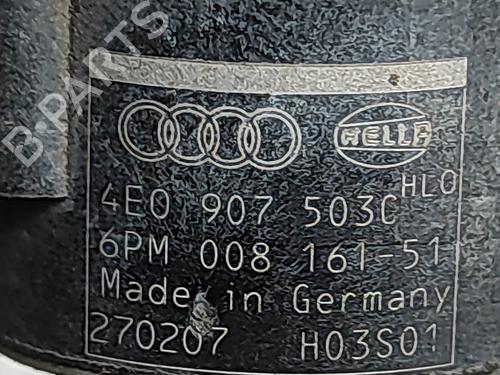 B-PARTS
HELLA
HLO
4E0 907 503C
6PM 008 161-51
Made in Germany
270207 H03S01